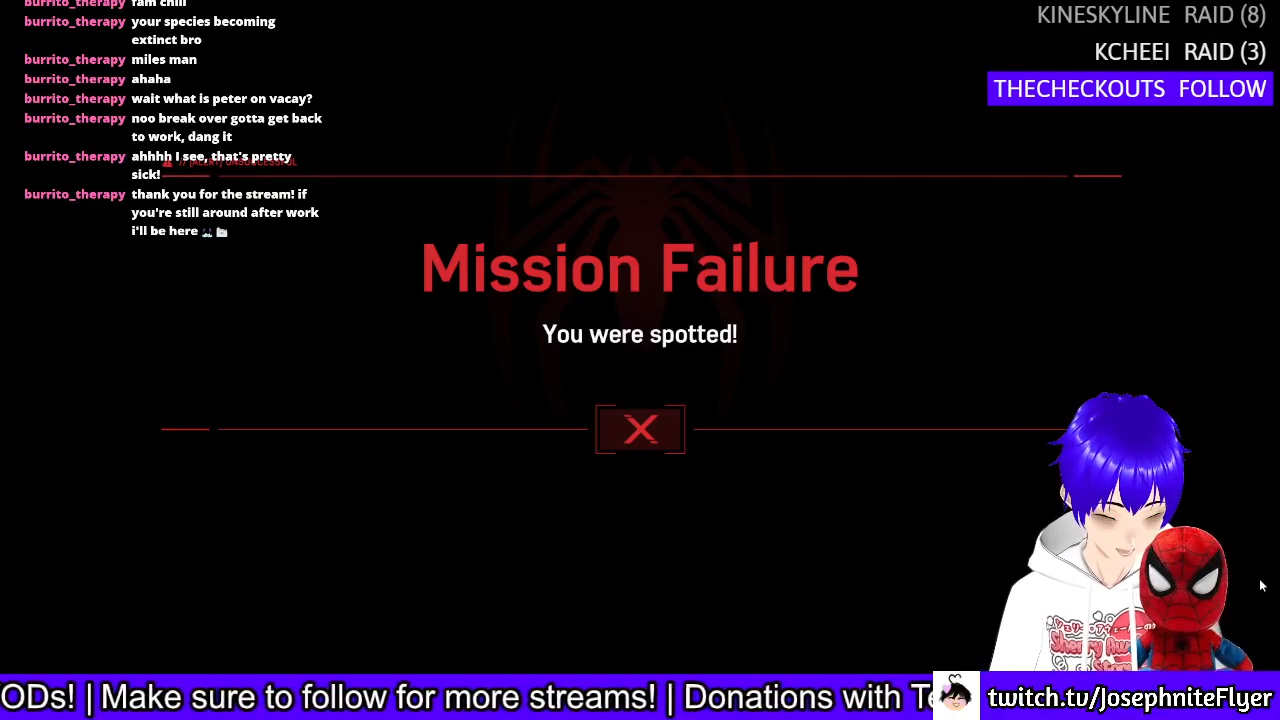 burrito_therapy fam chill
burrito_therapy your species becoming
extinct bro
burrito_therapy miles man
burrito_therapy ahaha
burrito_therapy wait what is peter on vacay?
burrito_therapy noo break over gotta get back
to work, dang it
burrito_therapy ahhhh I see, that's pretty
sick!
burrito_therapy thank you for the stream! if
you're still around after work
i'll be here
KINESKYLINE RAID (8)
KCHEEI RAID (3)
THECHECKOUTS FOLLOW
// [ALERT] UNSUCCESSFUL
Mission Failure
You were spotted!
X
Sherry
ODs! | Make sure to follow for more streams! | Donations with
twitch.tv/JosephniteFlyer